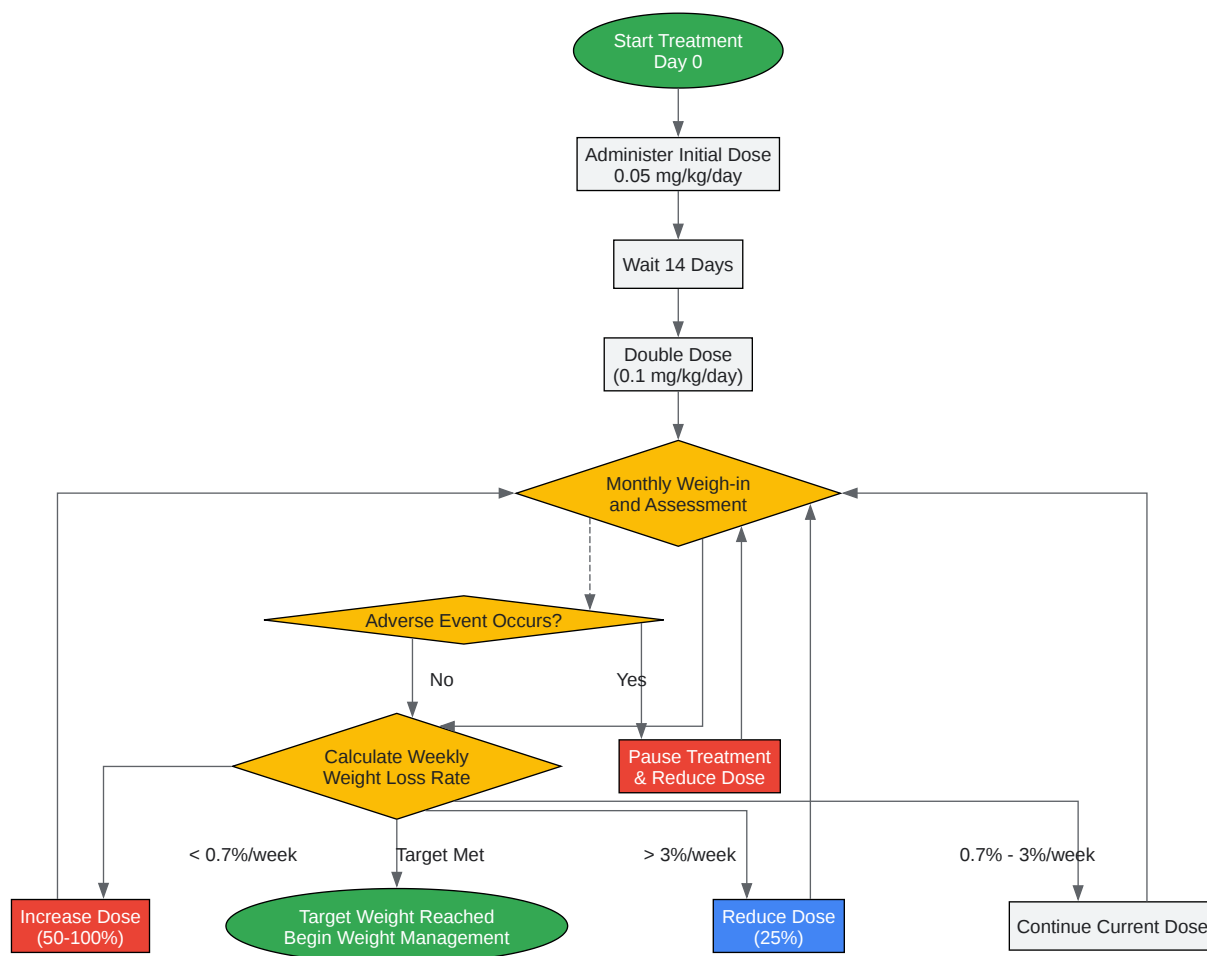 Start Treatment
Day 0
Administer Initial Dose
0.05 mg/kg/day
Wait 14 Days
Double Dose
(0.1 mg/kg/day)
Monthly Weigh-in
and Assessment
Adverse Event Occurs?
No
Yes
Calculate Weekly
Weight Loss Rate
Pause Treatment
& Reduce Dose
< 0.7%/week
Target Met
> 3%/week
0.7% - 3%/week
Increase Dose
(50-100%)
Target Weight Reached
Begin Weight Management
Reduce Dose
(25%)
Continue Current Dose